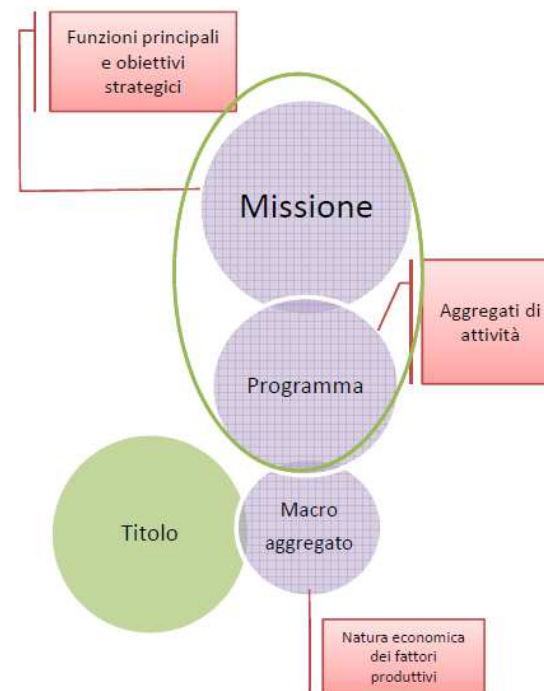 Funzioni principali
e obiettivi
strategici
Missione
Aggregati di
attività
Programma
Titolo
Macro
aggregato
Natura economica
dei fattori
produttivi